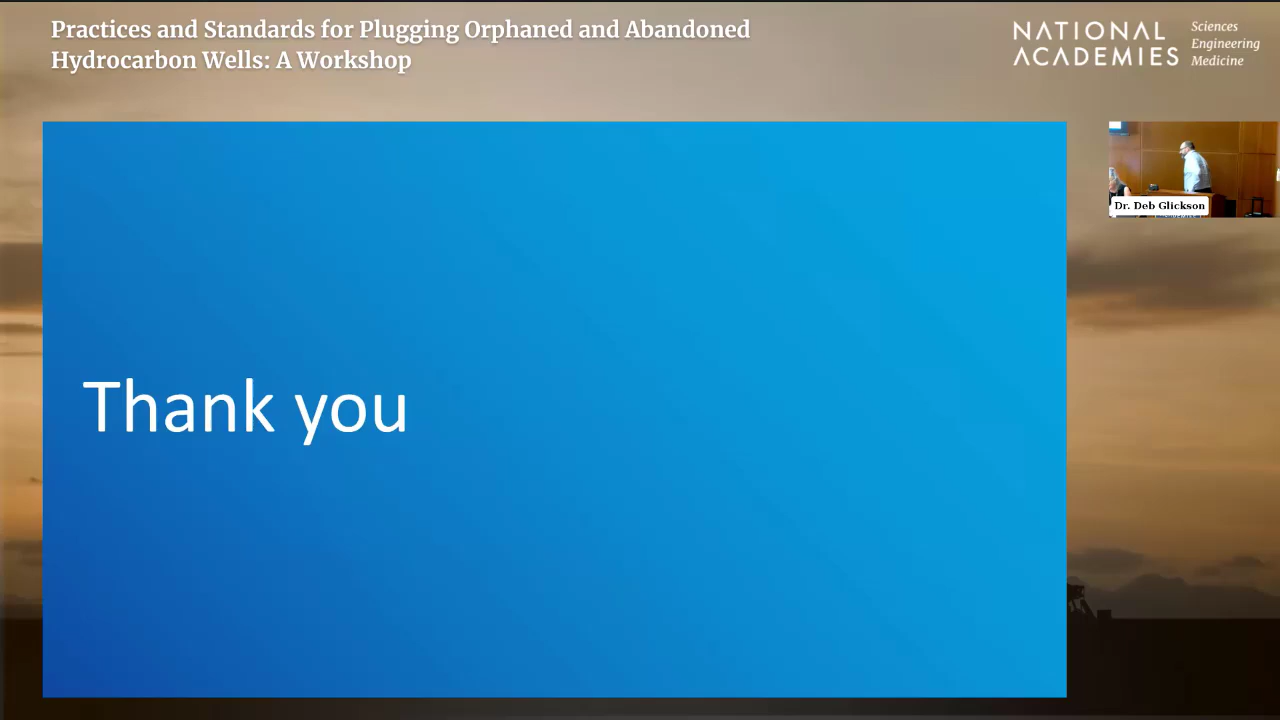 Practices and Standards for Plugging Orphaned and Abandoned
Hydrocarbon Wells: A Workshop
NATIONAL
ACADEMIES
Sciences
Engineering
Medicine
Dr. Deb Glickson
Thank you